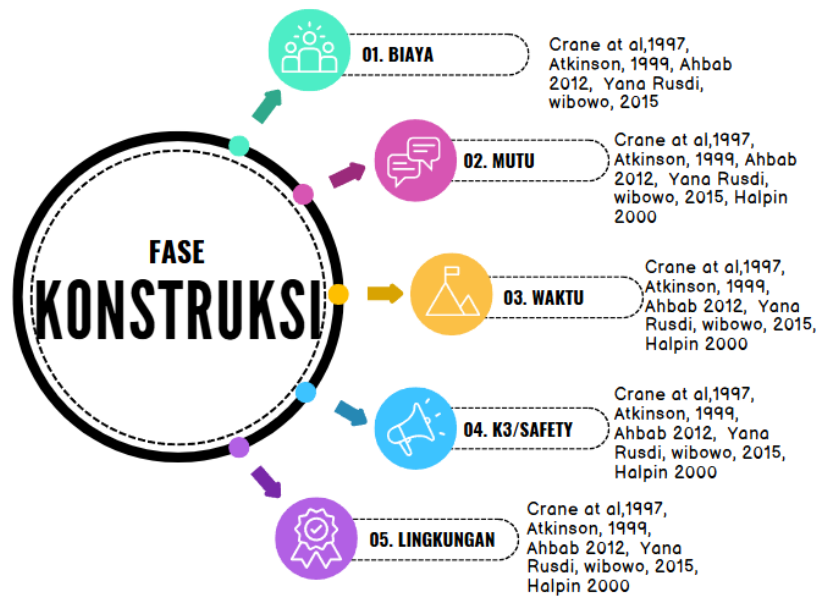 FASE
KONSTRUKSI
01. BIAYA
Crane at al,1997,
Atkinson, 1999, Ahbab
2012, Yana Rusdi,
wibowo, 2015
02. MUTU
Crane at al,1997,
Atkinson, 1999, Ahbab
2012, Yana Rusdi,
wibowo, 2015, Halpin
2000
03. WAKTU
Crane at al,1997,
Atkinson, 1999,
Ahbab 2012, Yana
Rusdi, wibowo, 2015,
Halpin 2000
04. K3/SAFETY
Crane at al,1997,
Atkinson, 1999,
Ahbab 2012, Yana
Rusdi, wibowo, 2015,
Halpin 2000
05. LINGKUNGAN
Crane at al,1997,
Atkinson, 1999,
Ahbab 2012, Yana
Rusdi, wibowo, 2015,
Halpin 2000